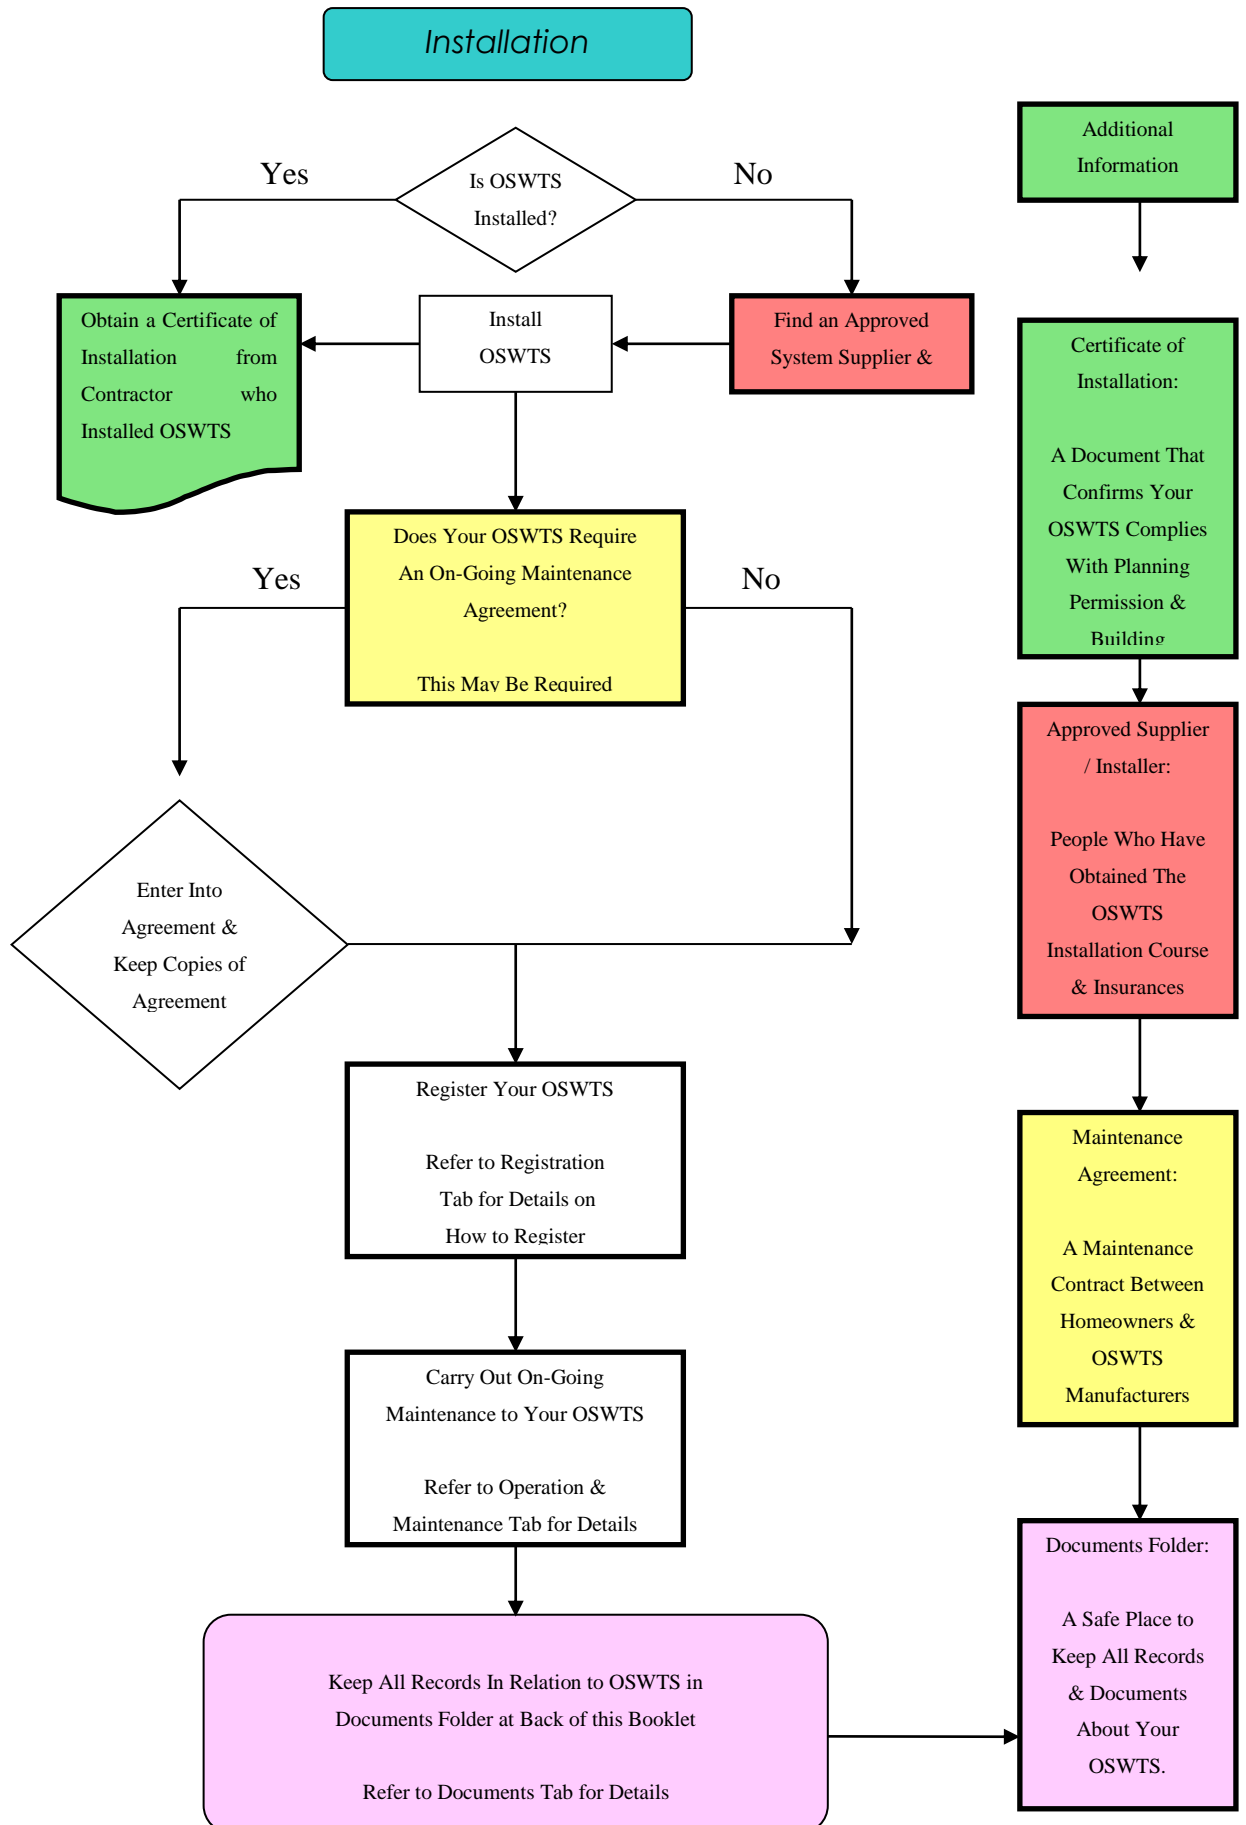 Installation
Yes
Is OSWTS
Installed?
No
Obtain a Certificate of
Installation from
Contractor who
Installed OSWTS
Install
OSWTS
Find an Approved
System Supplier &
Does Your OSWTS Require
An On-Going Maintenance
Agreement?
This May Be Required
Yes
No
Enter Into
Agreement &
Keep Copies of
Agreement
Register Your OSWTS
Refer to Registration
Tab for Details on
How to Register
Carry Out On-Going
Maintenance to Your OSWTS
Refer to Operation &
Maintenance Tab for Details
Keep All Records In Relation to OSWTS in
Documents Folder at Back of this Booklet
Refer to Documents Tab for Details
Additional
Information
Certificate of
Installation:
A Document That
Confirms Your
OSWTS Complies
With Planning
Permission &
Building
Approved Supplier
/ Installer:
People Who Have
Obtained The
OSWTS
Installation Course
& Insurances
Maintenance
Agreement:
A Maintenance
Contract Between
Homeowners &
OSWTS
Manufacturers
Documents Folder:
A Safe Place to
Keep All Records
& Documents
About Your
OSWTS.